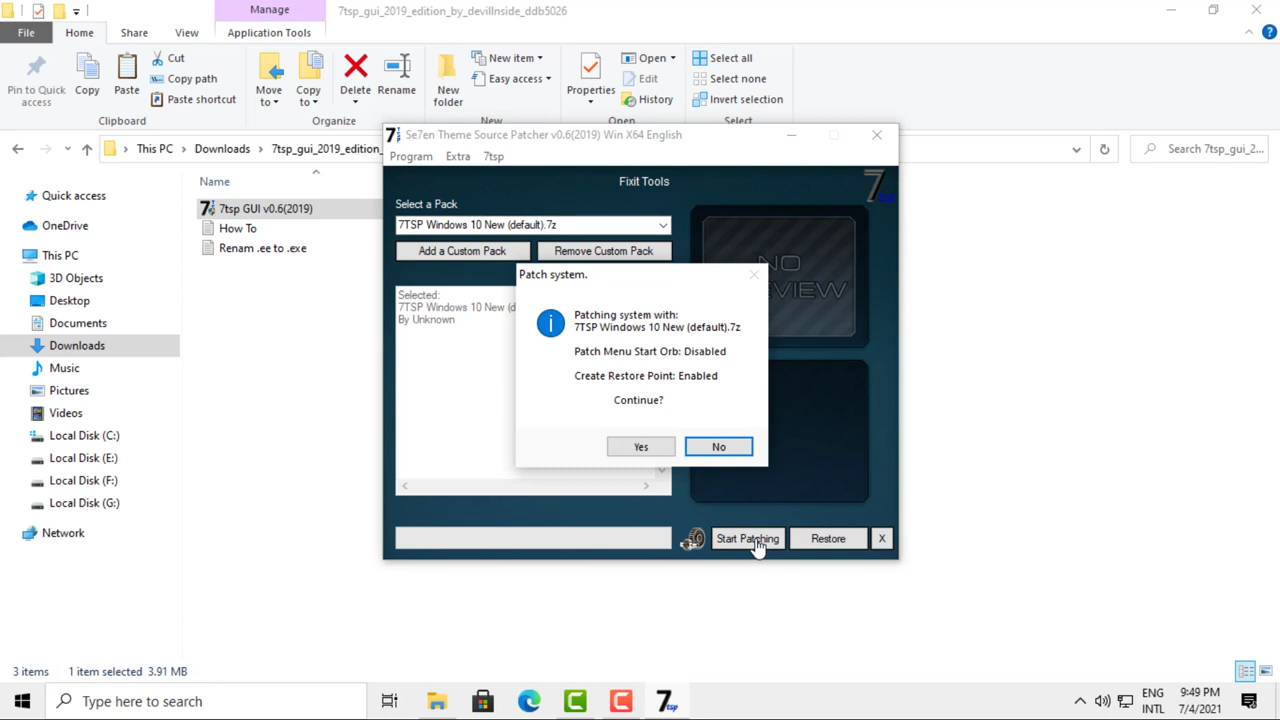 Manage
7tsp_gui_2019_edition_by_devillnside_ddb5026
File
Home
Share
View
Application Tools
Pin to Quick access
Copy
Paste
Cut
Copy path
Paste shortcut
Clipboard
Move to
Copy to
Delete
Rename
Organize
New folder
New item
Easy access
New
Properties
Open
Edit
History
Open
Select all
Select none
Invert selection
Select
This PC
Downloads
7tsp_gui_2019_edition_
Search 7tsp_gui_2...
Quick access
OneDrive
This PC
3D Objects
Desktop
Documents
Downloads
Music
Pictures
Videos
Local Disk (C:)
Local Disk (E:)
Local Disk (F:)
Local Disk (G:)
Network
Name
7tsp GUI v0.6(2019)
How To
Renam .ee to .exe
Se7en Theme Source Patcher v0.6(2019) Win X64 English
Program
Extra
7tsp
Fixit Tools
7tsp
Select a Pack
7TSP Windows 10 New (default).7z
Add a Custom Pack
Remove Custom Pack
NO
PREVIEW
Selected:
7TSP Windows 10 New (d
By Unknown
Patch system.
Patching system with:
7TSP Windows 10 New (default).7z
Patch Menu Start Orb: Disabled
Create Restore Point: Enabled
Continue?
Yes
No
Start Patching
Restore
X
3 items
1 item selected 3.91 MB
Type here to search
7tsp
ENG
INTL
9:49 PM
7/4/2021